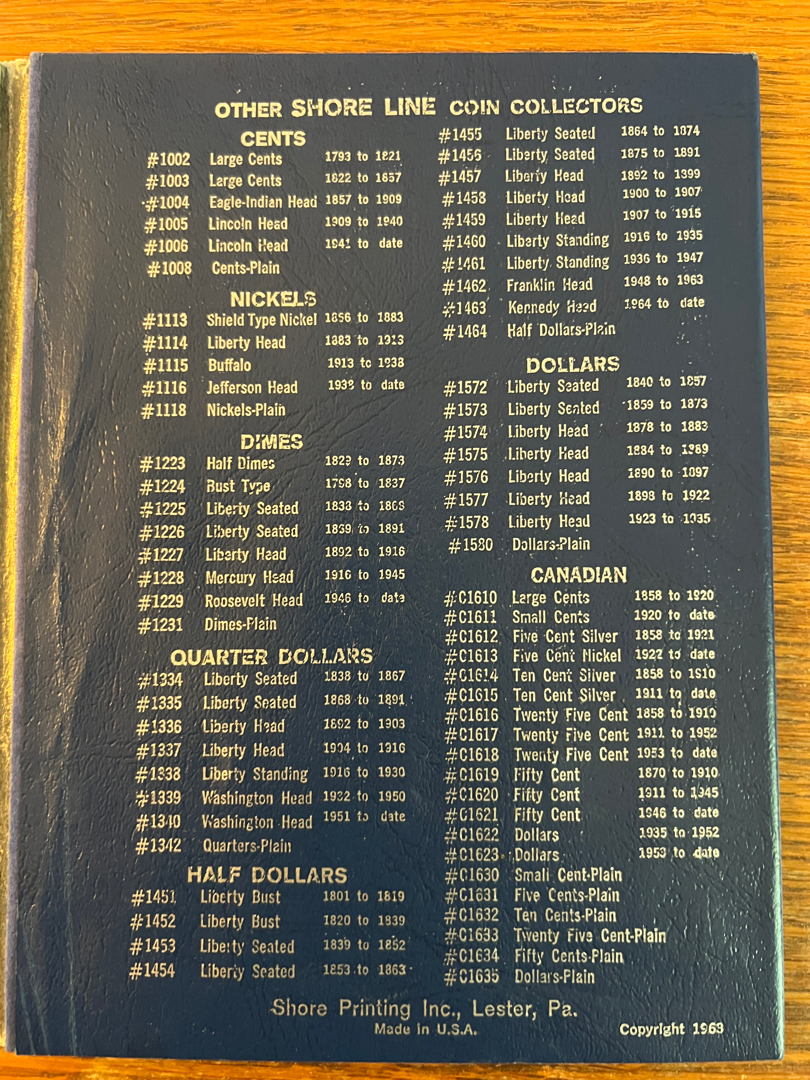 OTHER SHORE LINE COIN COLLECTORS
CENTS
#1002 Large Cents 1793 to 1821
#1003 Large Cents 1822 to 1857
#1004 Eagle-Indian Head 1857 to 1909
#1005 Lincoln Head 1909 to 1940
#1006 Lincoln Head 1941 to date
#1008 Cents-Plain
NICKELS
#1113 Shield Type Nickel 1866 to 1883
#1114 Liberty Head 1883 to 1913
#1115 Buffalo 1913 to 1938
#1116 Jefferson Head 1938 to date
#1118 Nickels-Plain
DIMES
#1223 Half Dimes 1829 to 1873
#1224 Bust Type 1798 to 1837
#1225 Liberty Seated to
#1226 Liberty Seated to 1891
#1227 Liberty Head 1892 to 1916
#1228 Mercury Head 1916 to 1945
#1229 Roosevelt Head 1946 to date
#1231 Dimes-Plain
QUARTER DOLLARS
#1334 Liberty Seated 1838 to 1867
#1335 Liberty Seated 1868 to 1891
#1336 Liberty Head 1892 to 1903
#1337 Liberty Head 1904 to 1916
#1338 Liberty Standing 1916 to 1930
#1339 Washington Head 1932 to 1950
#1340 Washington Head 1951 to date
#1342 Quarters-Plain
HALF DOLLARS
#1451 Liberty Bust 1801 to 1819
#1452 Liberty Bust 1820 to 1839
#1453 Liberty Seated 1839 to 1852
#1454 Liberty Seated 1853 to 1863
#1455 Liberty Seated 1864 to 1874
#1456 Liberty Seated 1875 to 1891
#1457 Liberty Head 1892 to 1899
#1458 Liberty Head 1900 to 1907
#1459 Liberty Head 1907 to 1915
#1460 Liberty Standing 1916 to 1935
#1461 Liberty Standing 1936 to 1947
#1462 Franklin Head 1948 to 1963
#1463 Kennedy Head 1964 to date
#1464 Half Dollars-Plain
DOLLARS
#1572 Liberty Seated 1840 to 1857
#1573 Liberty Seated 1859 to 1873
#1574 Liberty Head 1878 to 1883
#1575 Liberty Head 1884 to 1889
#1576 Liberty Head 1890 to 1897
#1577 Liberty Head 1898 to 1922
#1578 Liberty Head 1923 to 1935
#1580 Dollars-Plain
CANADIAN
#C1610 Large Cents 1858 to 1920
#C1611 Small Cents 1920 to date
#C1612 Five Cent Silver 1858 to 1921
#C1613 Five Cent Nickel 1922 to date
#C1614 Ten Cent Silver 1858 to 1910
#C1615 Ten Cent Silver 1911 to date
#C1616 Twenty Five Cent 1858 to 1910
#C1617 Twenty Five Cent 1911 to 1952
#C1618 Twenty Five Cent 1953 to date
#C1619 Fifty Cent 1870 to 1910
#C1620 Fifty Cent 1911 to 1945
#C1621 Fifty Cent 1946 to date
#C1622 Dollars 1935 to 1952
#C1623 Dollars 1953 to date
#C1630 Small Cent-Plain
#C1631 Five Cents-Plain
#C1632 Ten Cents-Plain
#C1633 Twenty Five Cent-Plain
#C1634 Fifty Cents-Plain
#C1635 Dollars-Plain
Shore Printing Inc., Lester, Pa.
Made in U.S.A.
Copyright 1963